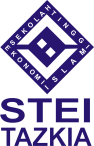 SEKOLAH TINGGI
EKONOMI ISLAM
STEI
TAZKIA